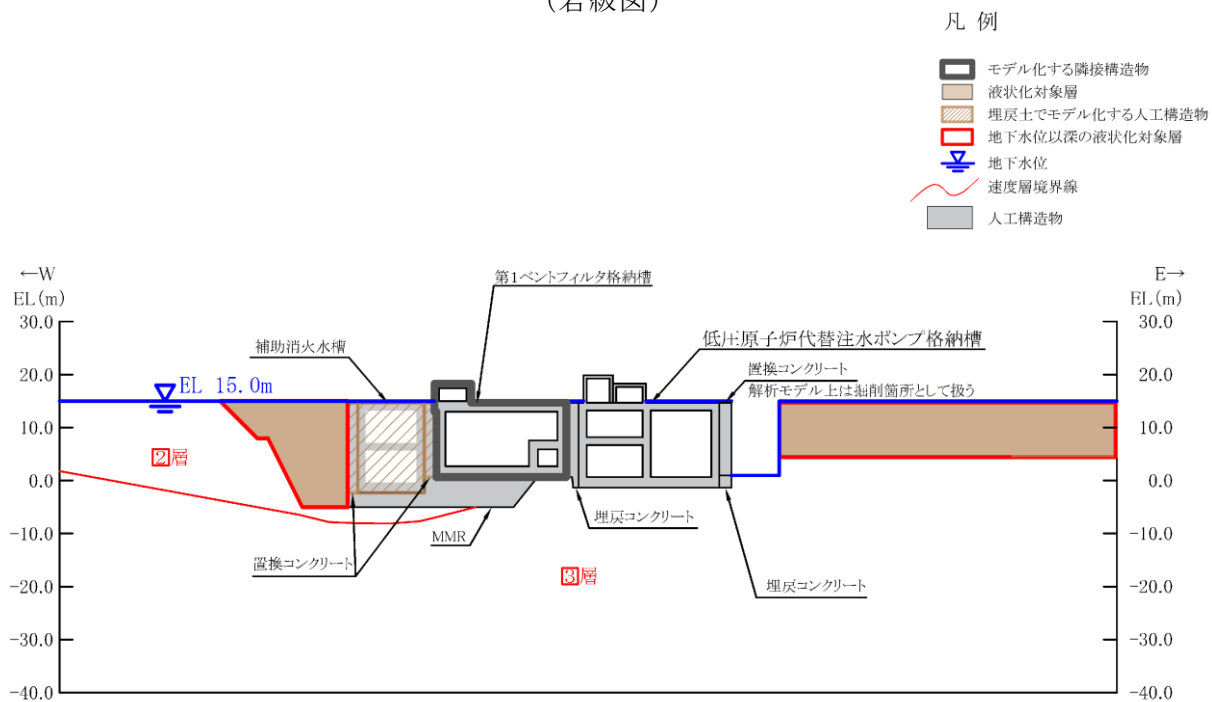 (岩級図)
凡 例
モデル化する隣接構造物
液状化対象層
埋戻土でモデル化する人工構造物
地下水位以深の液状化対象層
地下水位
速度層境界線
人工構造物
←W
EL(m)
E→
EL(m)
第1ベントフィルタ格納槽
補助消火水槽
低圧原子炉代替注水ポンプ格納槽
置換コンクリート
解析モデル上は掘削箇所として扱う
EL 15.0m
30.0
20.0
10.0
0.0
-10.0
-20.0
-30.0
-40.0
2層
3層
置換コンクリート
MMR
埋戻コンクリート
埋戻コンクリート
30.0
20.0
10.0
0.0
-10.0
-20.0
-30.0
-40.0